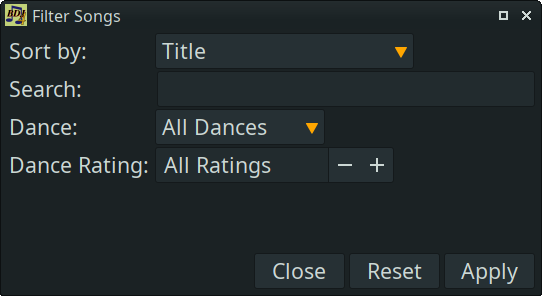 Filter Songs
Sort by: Title
Search:
Dance: All Dances
Dance Rating: All Ratings − +
Close Reset Apply